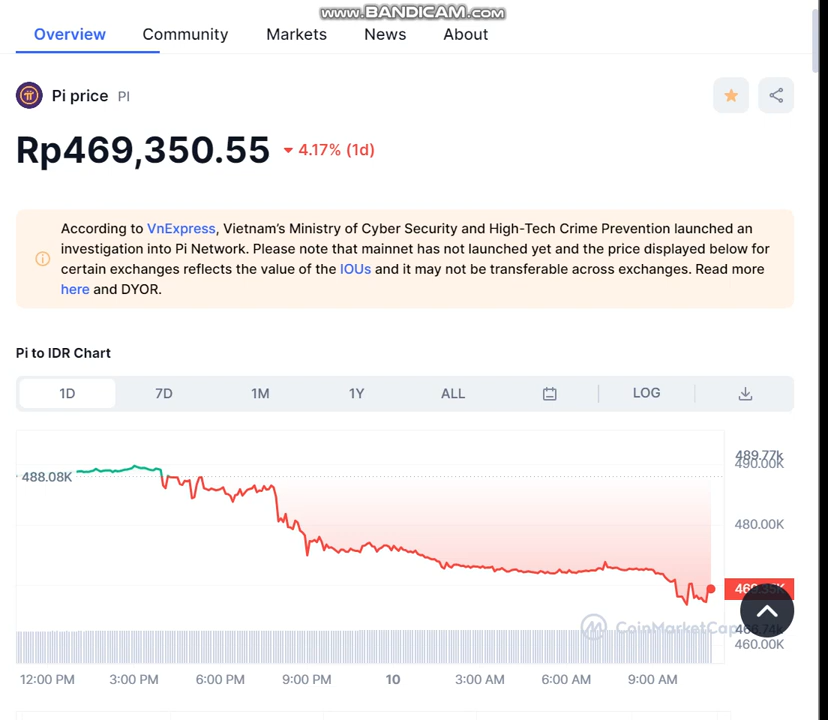 www.BANDICAM.com
Overview Community Markets News About
Pi price PI
Rp469,350.55 4.17% (1d)
According to VnExpress, Vietnam's Ministry of Cyber Security and High-Tech Crime Prevention launched an
investigation into Pi Network. Please note that mainnet has not launched yet and the price displayed below for
certain exchanges reflects the value of the IOUs and it may not be transferable across exchanges. Read more
here and DYOR.
Pi to IDR Chart
1D 7D 1M 1Y ALL LOG
489.77k
490.00K
488.08K
480.00K
CoinMarketCap
460.00K
12:00 PM 3:00 PM 6:00 PM 9:00 PM 10 3:00 AM 6:00 AM 9:00 AM